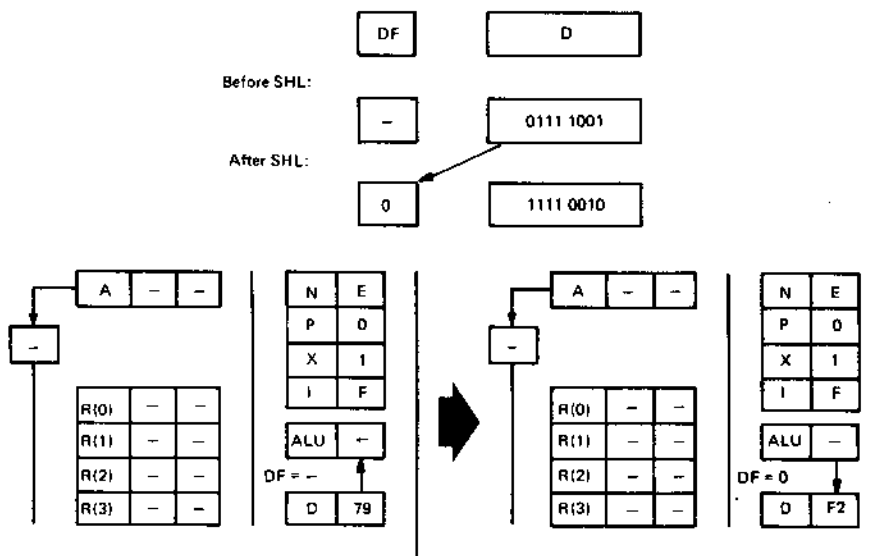 DF D
Before SHL:
– 0111 1001
After SHL:
0 1111 0010
A – –
N E
P 0
X 1
I F
–
R(0) – –
R(1) – –
R(2) – –
R(3) – –
ALU –
DF = –
D 79
A – –
N E
P 0
X 1
I F
–
R(0) – –
R(1) – –
R(2) – –
R(3) – –
ALU –
DF = 0
D F2